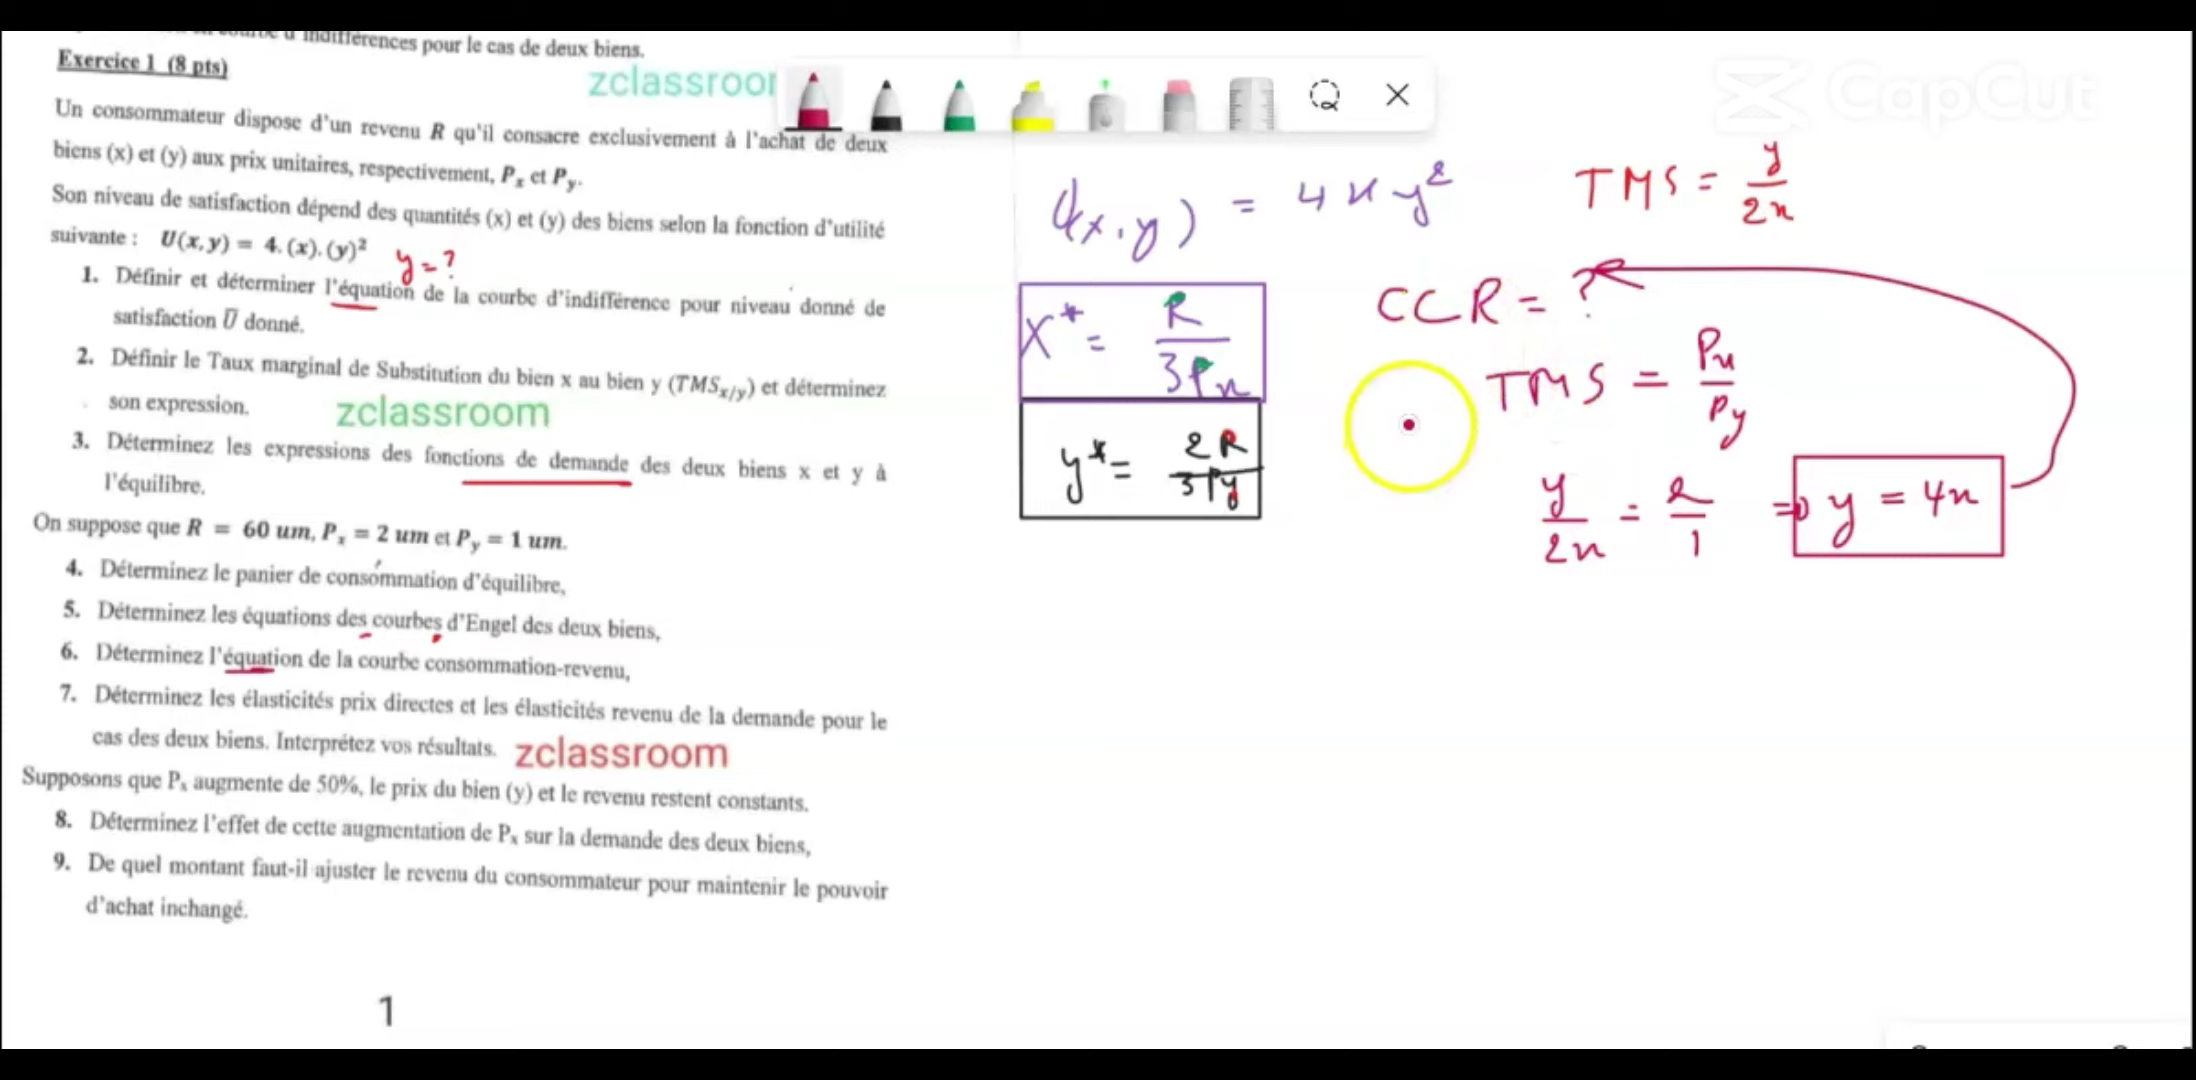 d'indifférences pour le cas de deux biens.
Exercice 1 (8 pts)
zclassroom
CapCut
Un consommateur dispose d'un revenu R qu'il consacre exclusivement à l'achat de deux
biens (x) et (y) aux prix unitaires, respectivement, Pₓ et Pᵧ.
Son niveau de satisfaction dépend des quantités (x) et (y) des biens selon la fonction d'utilité
suivante : U(x,y) = 4.(x).(y)²
y = ?
1. Définir et déterminer l'équation de la courbe d'indifférence pour niveau donné de
satisfaction Ū donné.
2. Définir le Taux marginal de Substitution du bien x au bien y (TMSₓ/ᵧ) et déterminez
son expression.
zclassroom
3. Déterminez les expressions des fonctions de demande des deux biens x et y à
l'équilibre.
On suppose que R = 60 um, Pₓ = 2 um et Pᵧ = 1 um.
4. Déterminez le panier de consommation d'équilibre,
5. Déterminez les équations des courbes d'Engel des deux biens,
6. Déterminez l'équation de la courbe consommation-revenu,
7. Déterminez les élasticités prix directes et les élasticités revenu de la demande pour le
cas des deux biens. Interprétez vos résultats.
zclassroom
Supposons que Pₓ augmente de 50%, le prix du bien (y) et le revenu restent constants.
8. Déterminez l'effet de cette augmentation de Pₓ sur la demande des deux biens,
9. De quel montant faut-il ajuster le revenu du consommateur pour maintenir le pouvoir
d'achat inchangé.
1
U(x,y) = 4xy²
X* = R/3Px
y* = 2R/3Py
TMS = y/2x
CCR = ?
TMS = Px/Py
y/2x = 2/1 ⇒ y = 4x